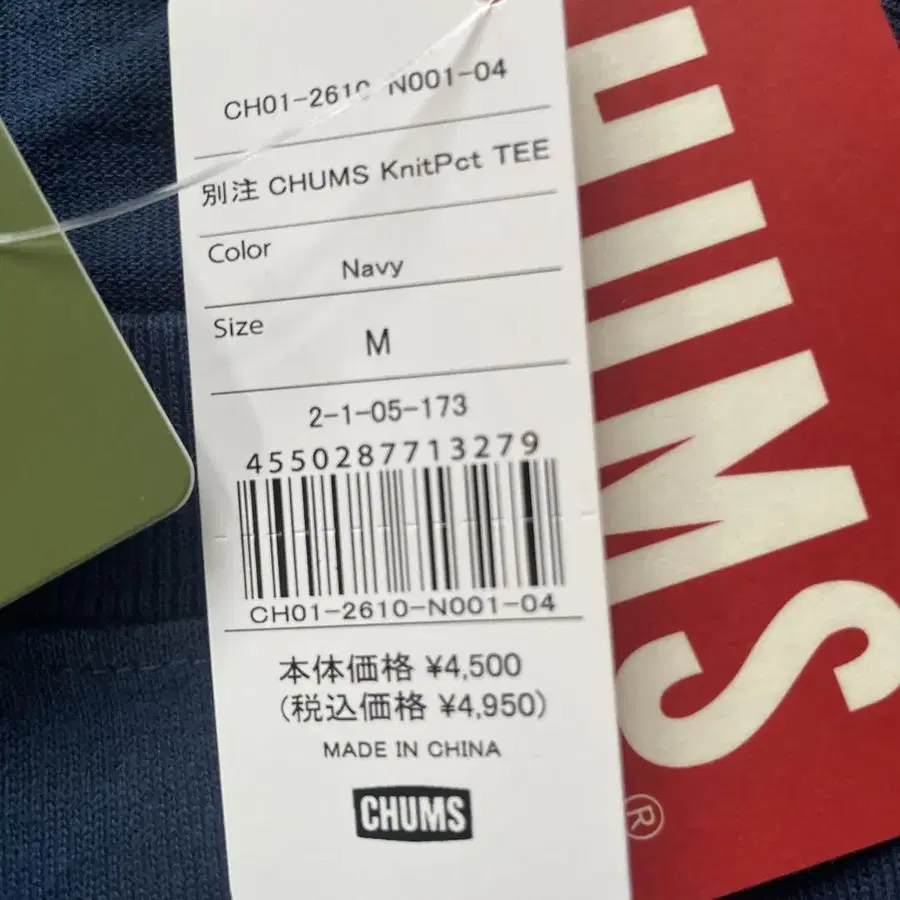 CH01-2610-N001-04
別注 CHUMS KnitPct TEE
Color
Navy
Size
M
2-1-05-173
4550287713279
CH01-2610-N001-04
本体価格 ¥4,500
(税込価格 ¥4,950)
MADE IN CHINA
CHUMS
HUMS
®